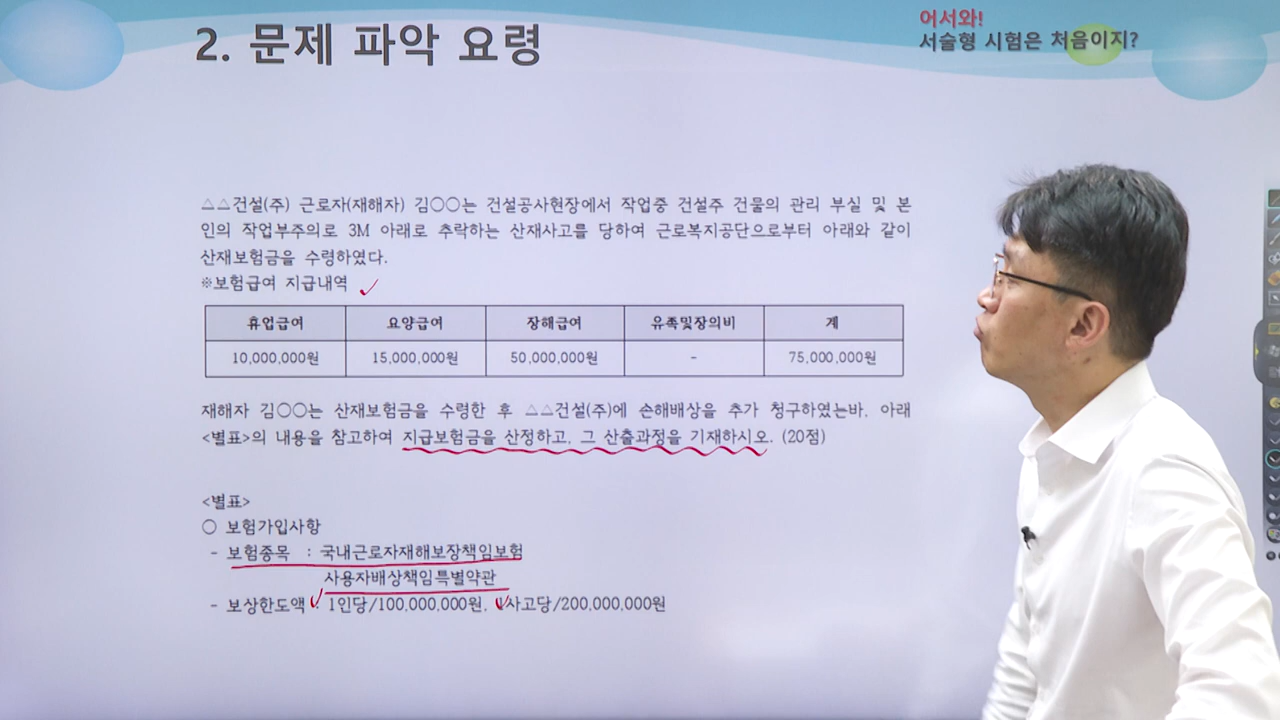 2. 문제 파악 요령
어서와!
서술형 시험은 처음이지?
△△건설(주) 근로자(재해자) 김○○는 건설공사현장에서 작업중 건설주 건물의 관리 부실 및 본
인의 작업부주의로 3M 아래로 추락하는 산재사고를 당하여 근로복지공단으로부터 아래와 같이
산재보험금을 수령하였다.
※보험급여 지급내역
휴업급여 요양급여 장해급여 유족및장의비 계
10,000,000원 15,000,000원 50,000,000원 - 75,000,000원
재해자 김○○는 산재보험금을 수령한 후 △△건설(주)에 손해배상을 추가 청구하였는바, 아래
<별표>의 내용을 참고하여 지급보험금을 산정하고, 그 산출과정을 기재하시오. (20점)
<별표>
○ 보험가입사항
- 보험종목 : 국내근로자재해보장책임보험
사용자배상책임특별약관
- 보상한도액 : 1인당/100,000,000원, 1사고당/200,000,000원